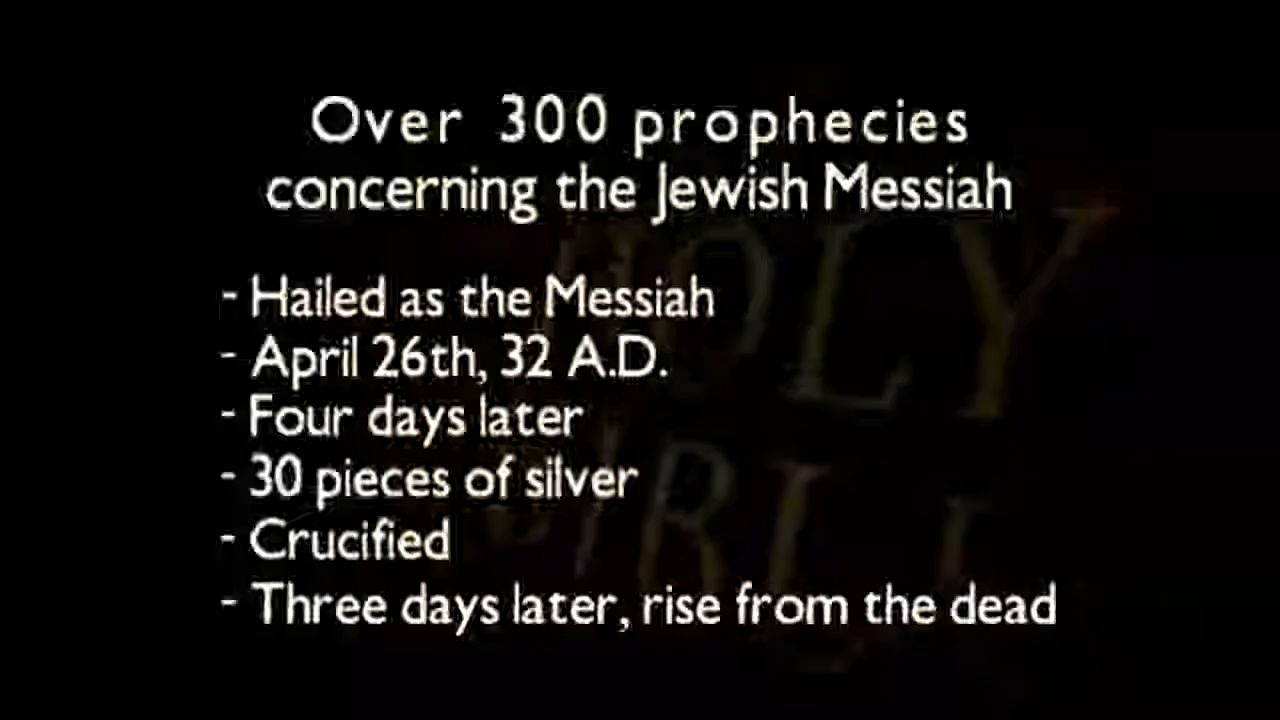 Over 300 prophecies
concerning the Jewish Messiah
- Hailed as the Messiah
- April 26th, 32 A.D.
- Four days later
- 30 pieces of silver
- Crucified
- Three days later, rise from the dead
HOLY